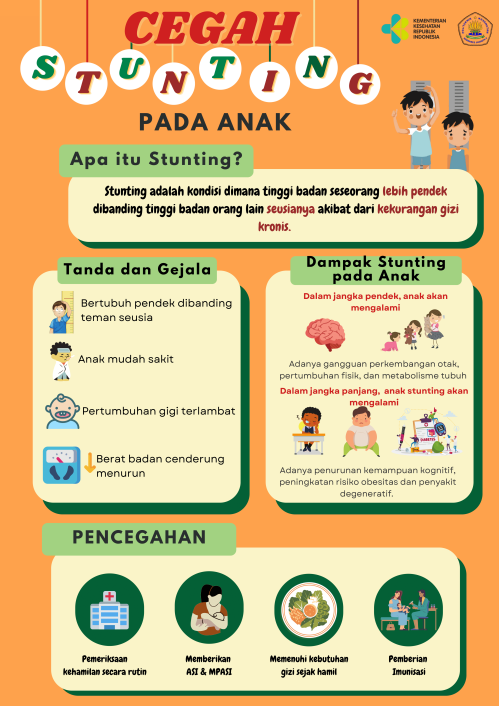 CEGAH
STUNTING
PADA ANAK
KEMENTERIAN
KESEHATAN
REPUBLIK
INDONESIA
Apa itu Stunting?
Stunting adalah kondisi dimana tinggi badan seseorang lebih pendek
dibanding tinggi badan orang lain seusianya akibat dari kekurangan gizi
kronis.
Tanda dan Gejala
Bertubuh pendek dibanding
teman seusia
Anak mudah sakit
Pertumbuhan gigi terlambat
Berat badan cenderung
menurun
Dampak Stunting
pada Anak
Dalam jangka pendek, anak akan
mengalami
Adanya gangguan perkembangan otak,
pertumbuhan fisik, dan metabolisme tubuh
Dalam jangka panjang, anak stunting akan
mengalami
DIABETES
Adanya penurunan kemampuan kognitif,
peningkatan risiko obesitas dan penyakit
degeneratif.
PENCEGAHAN
Pemeriksaan
kehamilan secara rutin
Memberikan
ASI & MPASI
Memenuhi kebutuhan
gizi sejak hamil
Pemberian
Imunisasi